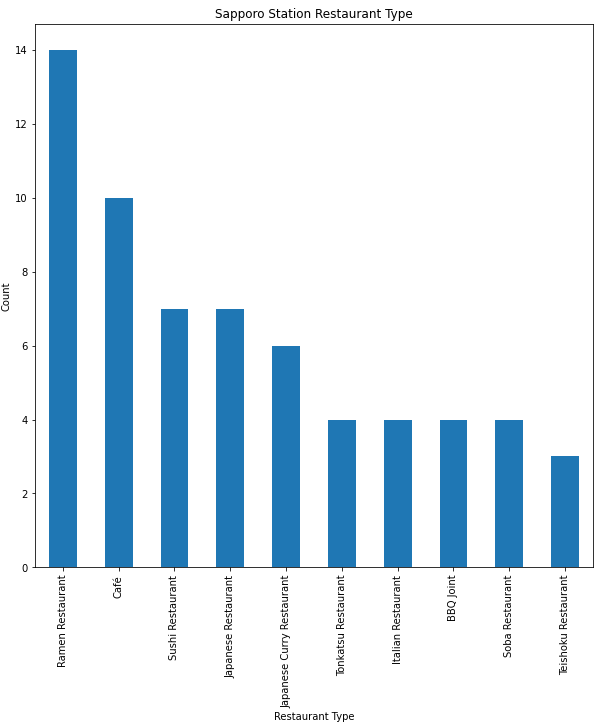 Sapporo Station Restaurant Type
14
12
10
8
6
4
2
0
Count
Ramen Restaurant
Café
Sushi Restaurant
Japanese Restaurant
Japanese Curry Restaurant
Tonkatsu Restaurant
Italian Restaurant
BBQ Joint
Soba Restaurant
Teishoku Restaurant
Restaurant Type